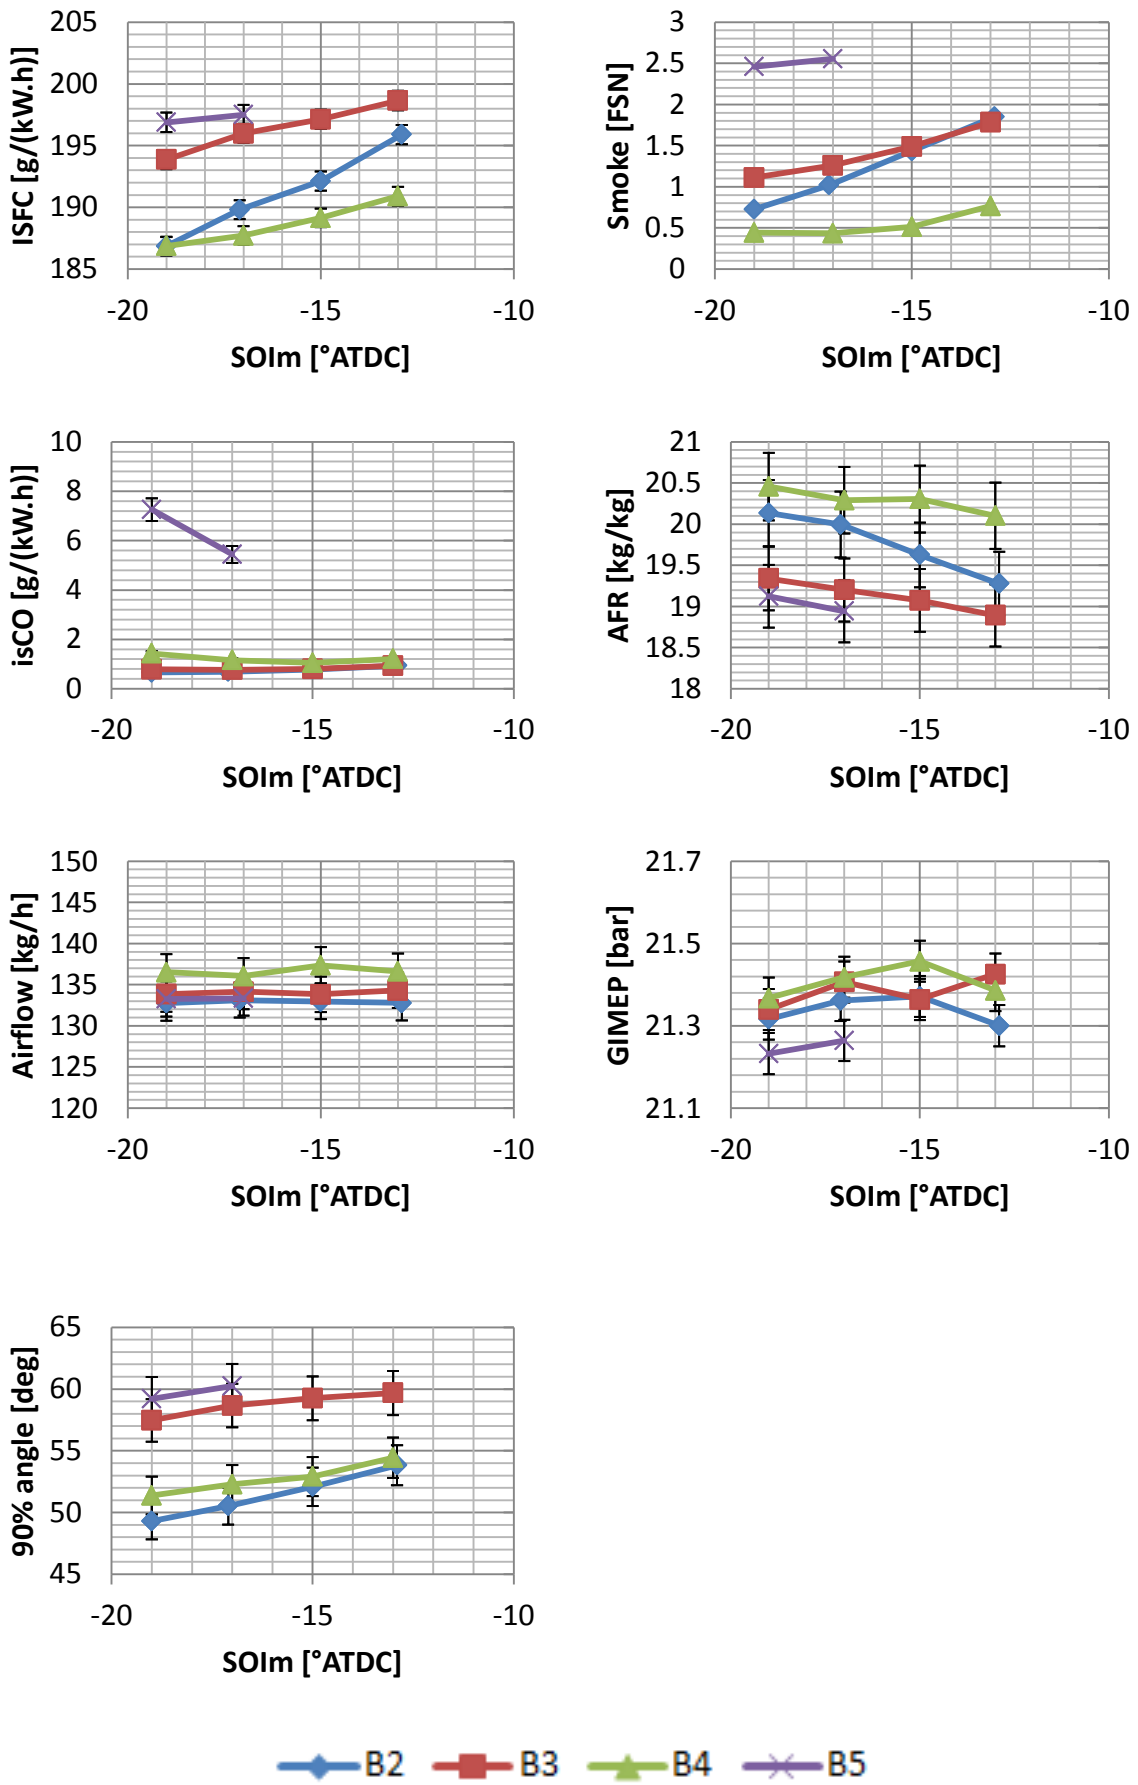 ISFC [g/(kW.h)]
205
200
195
190
185
-20 -15 -10
SOIm [°ATDC]
Smoke [FSN]
3
2.5
2
1.5
1
0.5
0
-20 -15 -10
SOIm [°ATDC]
isCO [g/(kW.h)]
10
8
6
4
2
0
-20 -15 -10
SOIm [°ATDC]
AFR [kg/kg]
21
20.5
20
19.5
19
18.5
18
-20 -15 -10
SOIm [°ATDC]
Airflow [kg/h]
150
145
140
135
130
125
120
-20 -15 -10
SOIm [°ATDC]
GIMEP [bar]
21.7
21.5
21.3
21.1
-20 -15 -10
SOIm [°ATDC]
90% angle [deg]
65
60
55
50
45
-20 -15 -10
SOIm [°ATDC]
B2 B3 B4 B5